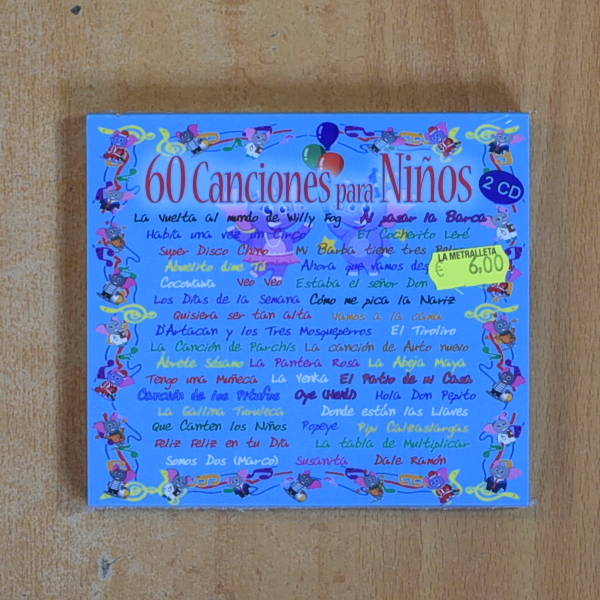 60 Canciones para Niños
2 CD
La vuelta al mundo de Willy Fog Al pasar la Barca
Había una vez un Circo El Cocherito Leré
Super Disco Chino Mi Barba tiene tres
LA METRALLETA
€ 6.00
Abuelito dime Tú Ahora que vamos des
Cocouaua Veo Veo Estaba el señor Don
Los Días de la Semana Cómo me pica la Nariz
Quisiera ser tan alta Vamos a la cama
D'Artacan y los Tres Mosqueperros El Tiroliro
La Canción de Parchís La canción de Auto nuevo
Ábrete Sésamo La Pantera Rosa La Abeja Maya
Tengo una Muñeca La Yenka El Patio de mi Casa
Canción de los Pitufos Oye (Heidi) Hola Don Pepito
La Gallina Turuleca Donde están las Llaves
Que Canten los Niños Popeye Pipi Calzaslargas
Feliz Feliz en tu Día La tabla de Multiplicar
Somos Dos (Marco) Susanita Dale Ramón